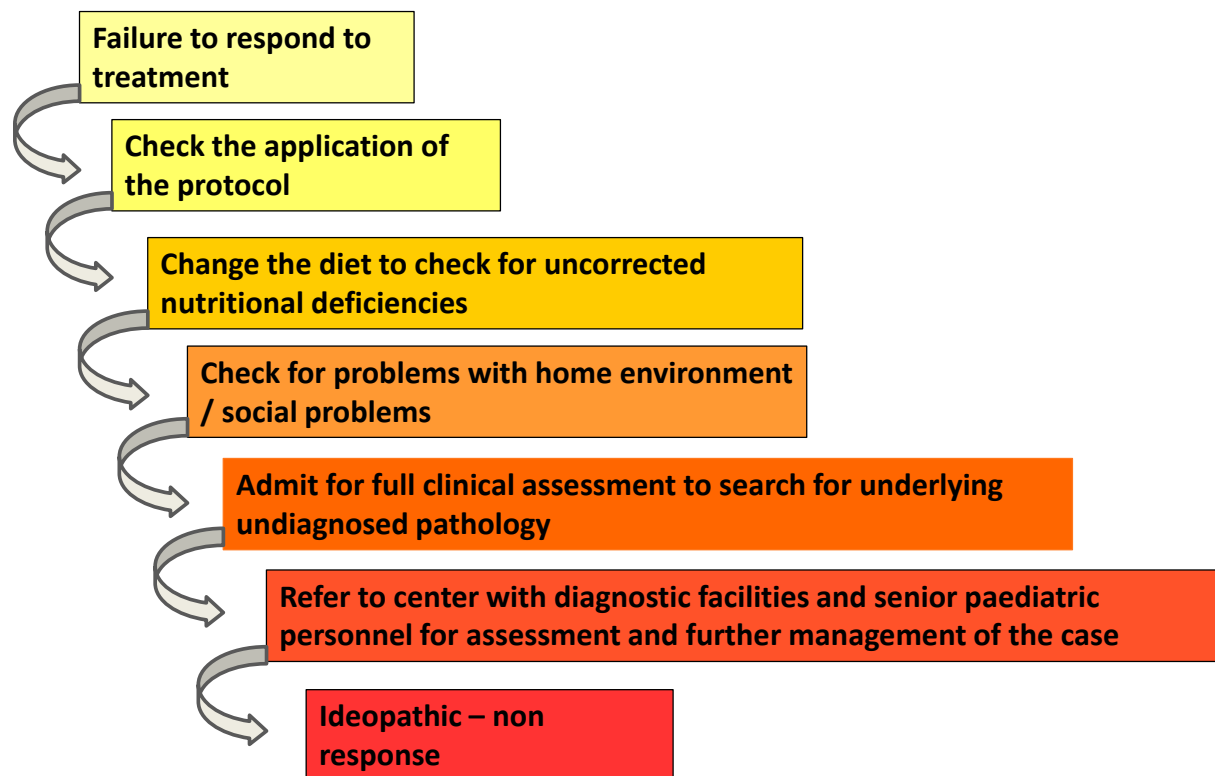 Failure to respond to
treatment
Check the application of
the protocol
Change the diet to check for uncorrected
nutritional deficiencies
Check for problems with home environment
/ social problems
Admit for full clinical assessment to search for underlying
undiagnosed pathology
Refer to center with diagnostic facilities and senior paediatric
personnel for assessment and further management of the case
Ideopathic – non
response